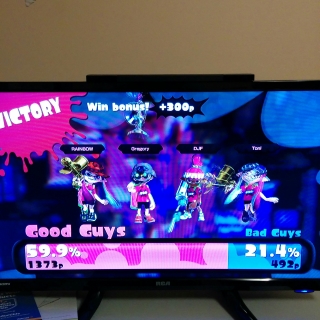 VICTORY
Win bonus! +300p
RAINBOW Gregory DJF Toni
Good Guys Bad Guys
59.9% 21.4%
1373p 492p
RCA